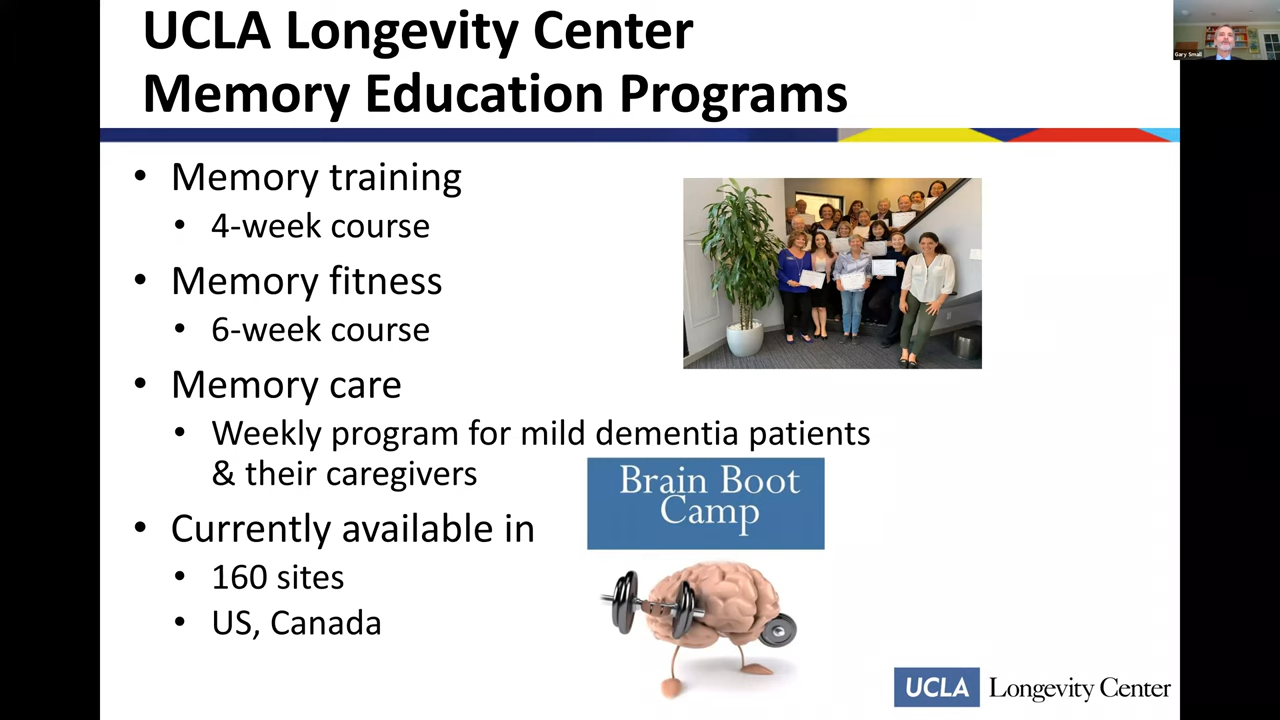 UCLA Longevity Center
Memory Education Programs
Gary Small
• Memory training
• 4-week course
• Memory fitness
• 6-week course
• Memory care
• Weekly program for mild dementia patients
& their caregivers
Brain Boot
Camp
• Currently available in
• 160 sites
• US, Canada
UCLA Longevity Center